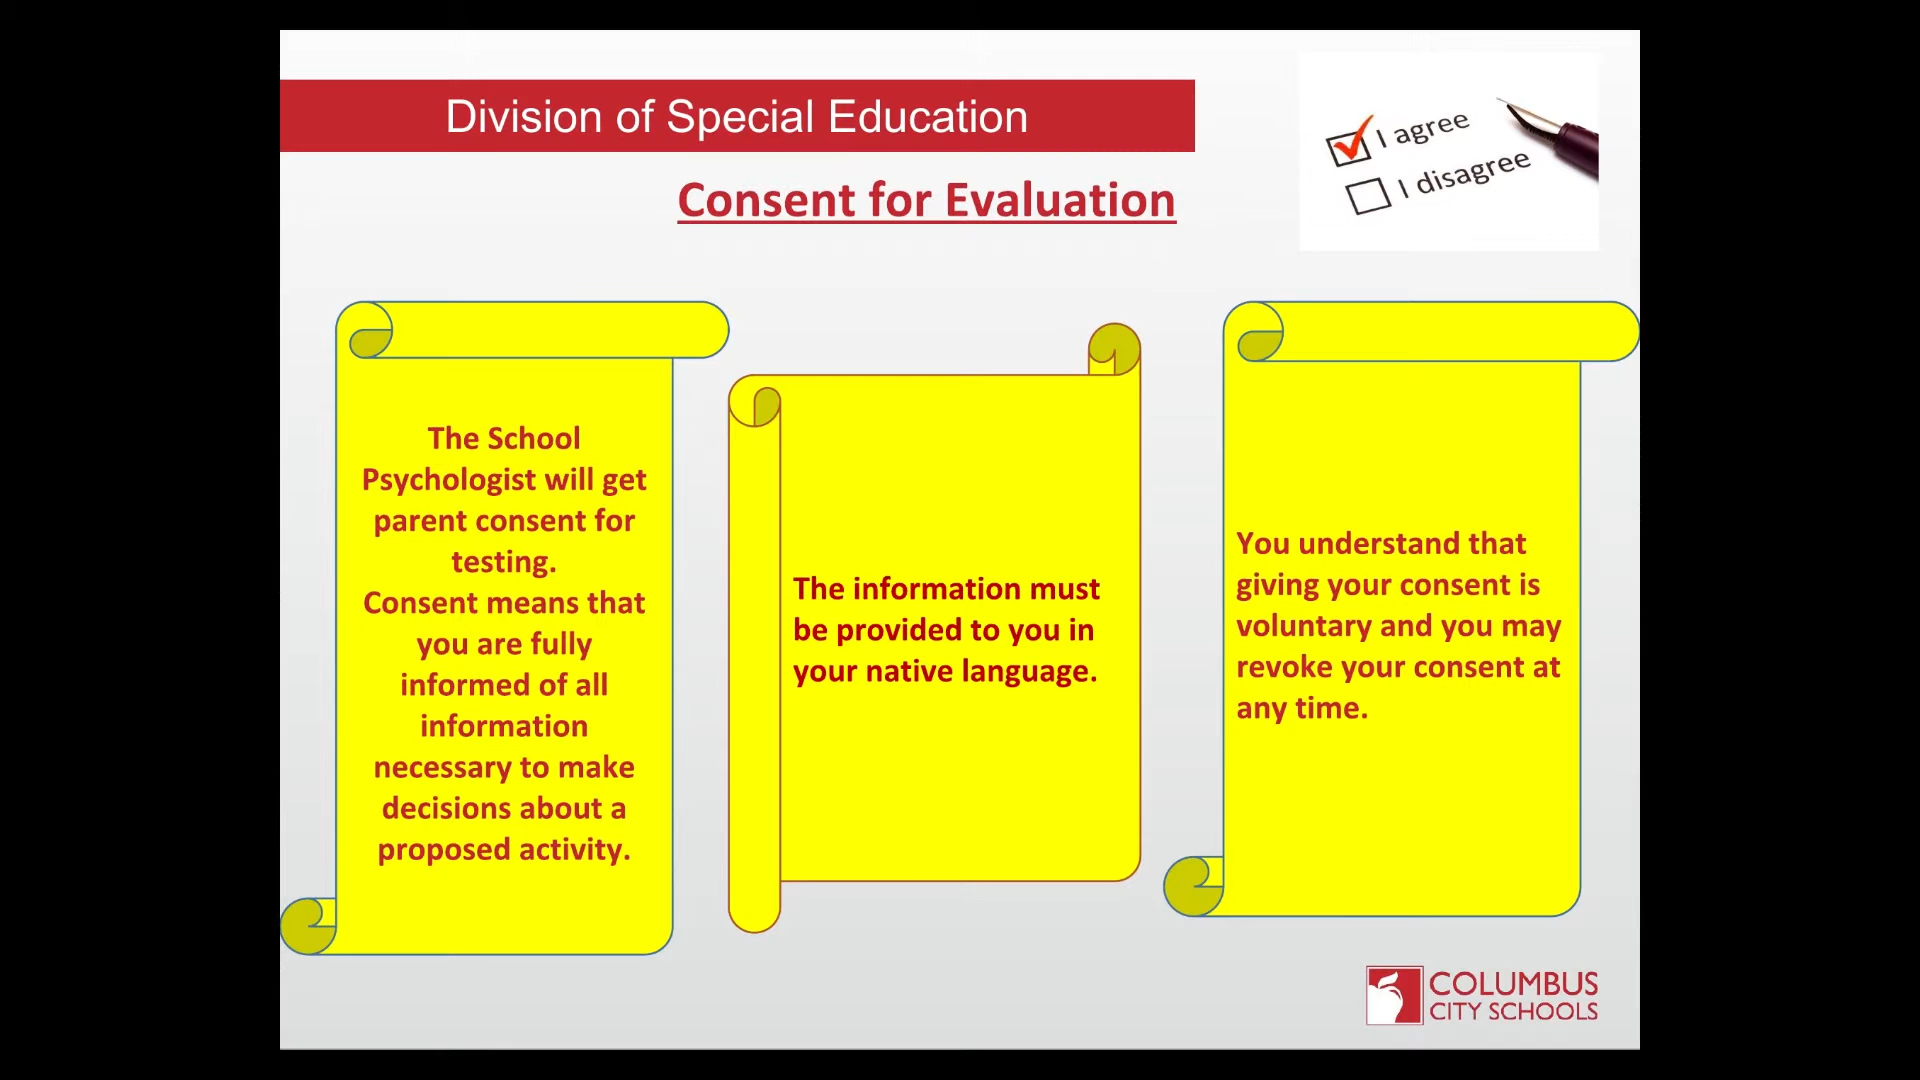 Division of Special Education
I agree
I disagree
Consent for Evaluation
The School
Psychologist will get
parent consent for
testing.
Consent means that
you are fully
informed of all
information
necessary to make
decisions about a
proposed activity.
The information must
be provided to you in
your native language.
You understand that
giving your consent is
voluntary and you may
revoke your consent at
any time.
COLUMBUS
CITY SCHOOLS